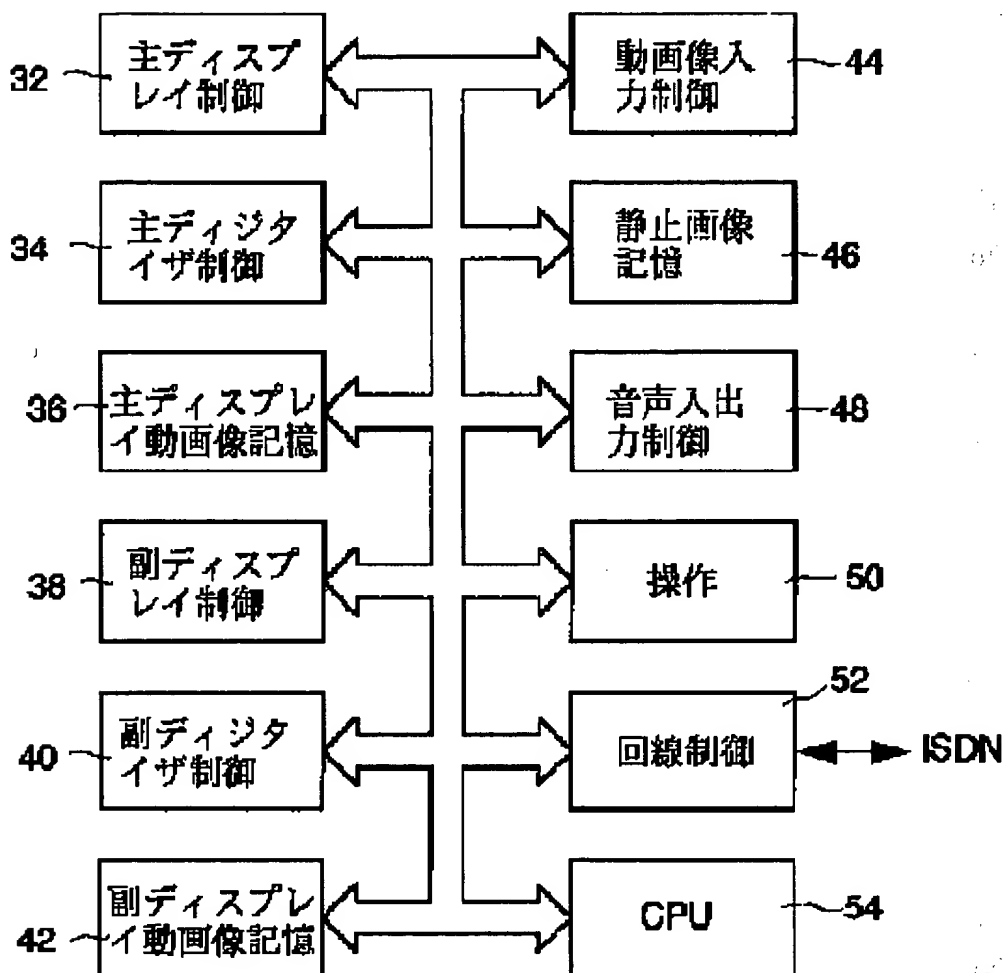 32
主ディスプ
レイ制御
動画像入
力制御
44
34
主ディジタ
イザ制御
静止画像
記憶
46
36
主ディスプレ
イ動画像記憶
音声入出
力制御
48
38
副ディスプ
レイ制御
操作
50
40
副ディジタ
イザ制御
52
回線制御
ISDN
42
副ディスプレ
イ動画像記憶
CPU
54